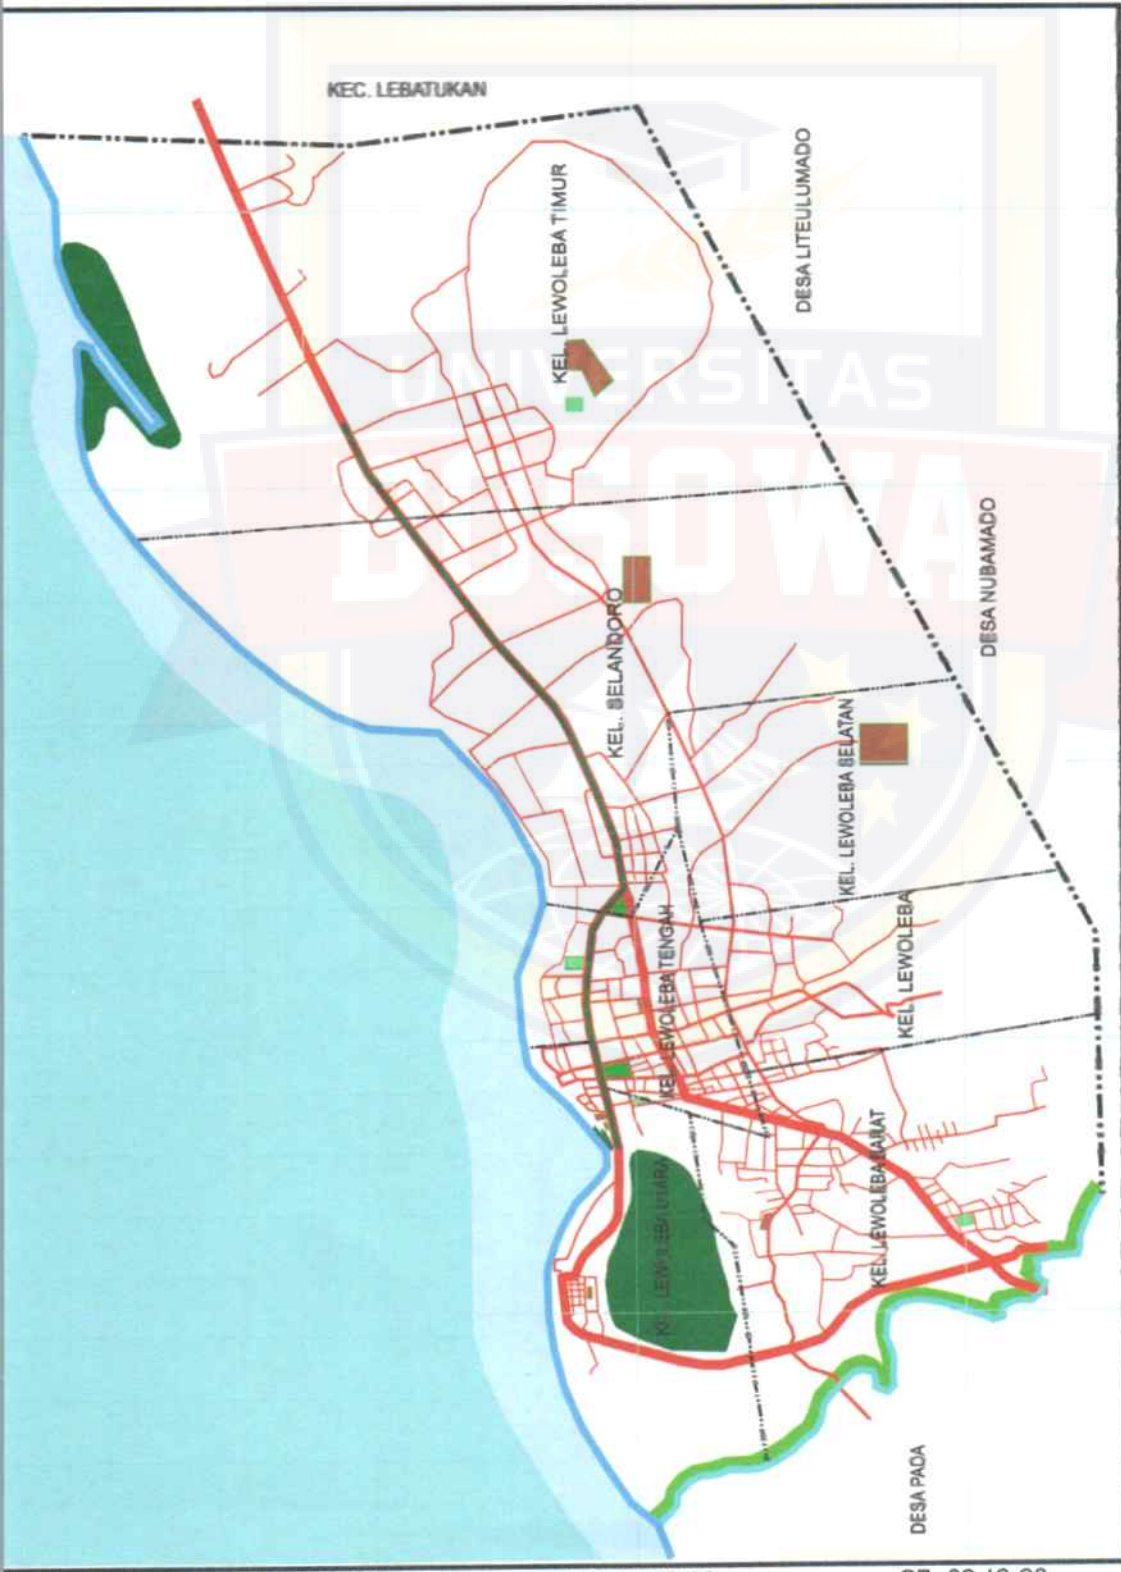 KEC. LEBATUKAN
DESA LITEULUMADO
KEL. LEWOLEBA TIMUR
UNIVERSITAS
BOSOWA
DESA NUBAMADO
KEL. SELANDORO
KEL. LEWOLEBA SELATAN
KEL. LEWOLEBA TENGAH
KEL. LEWOLEBA
KEL. LEWOLEBA BARAT
KEL. LEWOLEBA UTARA
DESA PADA